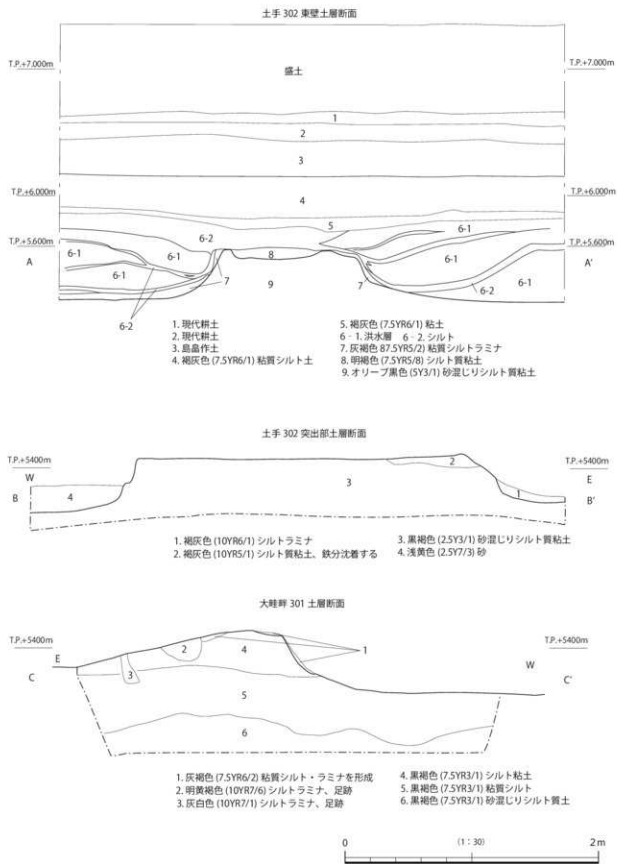 土手 302 東壁土層断面
T.P.+7.000m
T.P.+7.000m
盛土
1
2
3
T.P.+6.000m
T.P.+6.000m
4
5
6-2
6-1
T.P.+5.600m
T.P.+5.600m
6-1
8
6-1
A
6-1
9
7
6-2
6-1
A'
6-2
7
1. 現代耕土
2. 現代耕土
3. 島畠作土
4. 褐灰色 (7.5YR6/1) 粘質シルト土
5. 褐灰色 (7.5YR6/1) 粘土
6 - 1. 洪水層 6 - 2. シルト
7. 灰褐色 87.5YR5/2) 粘質シルトラミナ
8. 明褐色 (7.5YR5/8) シルト質粘土
9. オリーブ黒色 (5Y3/1) 砂混じりシルト質粘土
土手 302 突出部土層断面
T.P.+5400m
T.P.+5400m
W
E
2
3
4
1
B
B'
1. 褐灰色 (10YR6/1) シルトラミナ
2. 褐灰色 (10YR5/1) シルト質粘土、鉄分沈着する
3. 黒褐色 (2.5Y3/1) 砂混じりシルト質粘土
4. 浅黄色 (2.5Y7/3) 砂
大畦畔 301 土層断面
T.P.+5400m
T.P.+5400m
E
W
C
C'
2
4
1
3
5
6
1. 灰褐色 (7.5YR6/2) 粘質シルト・ラミナを形成
2. 明黄褐色 (10YR7/6) シルトラミナ、足跡
3. 灰白色 (10YR7/1) シルトラミナ、足跡
4. 黒褐色 (7.5YR3/1) シルト粘土
5. 黒褐色 (7.5YR3/1) 粘質シルト
6. 黒褐色 (7.5YR3/1) 砂混じりシルト質土
0 (1:30) 2m